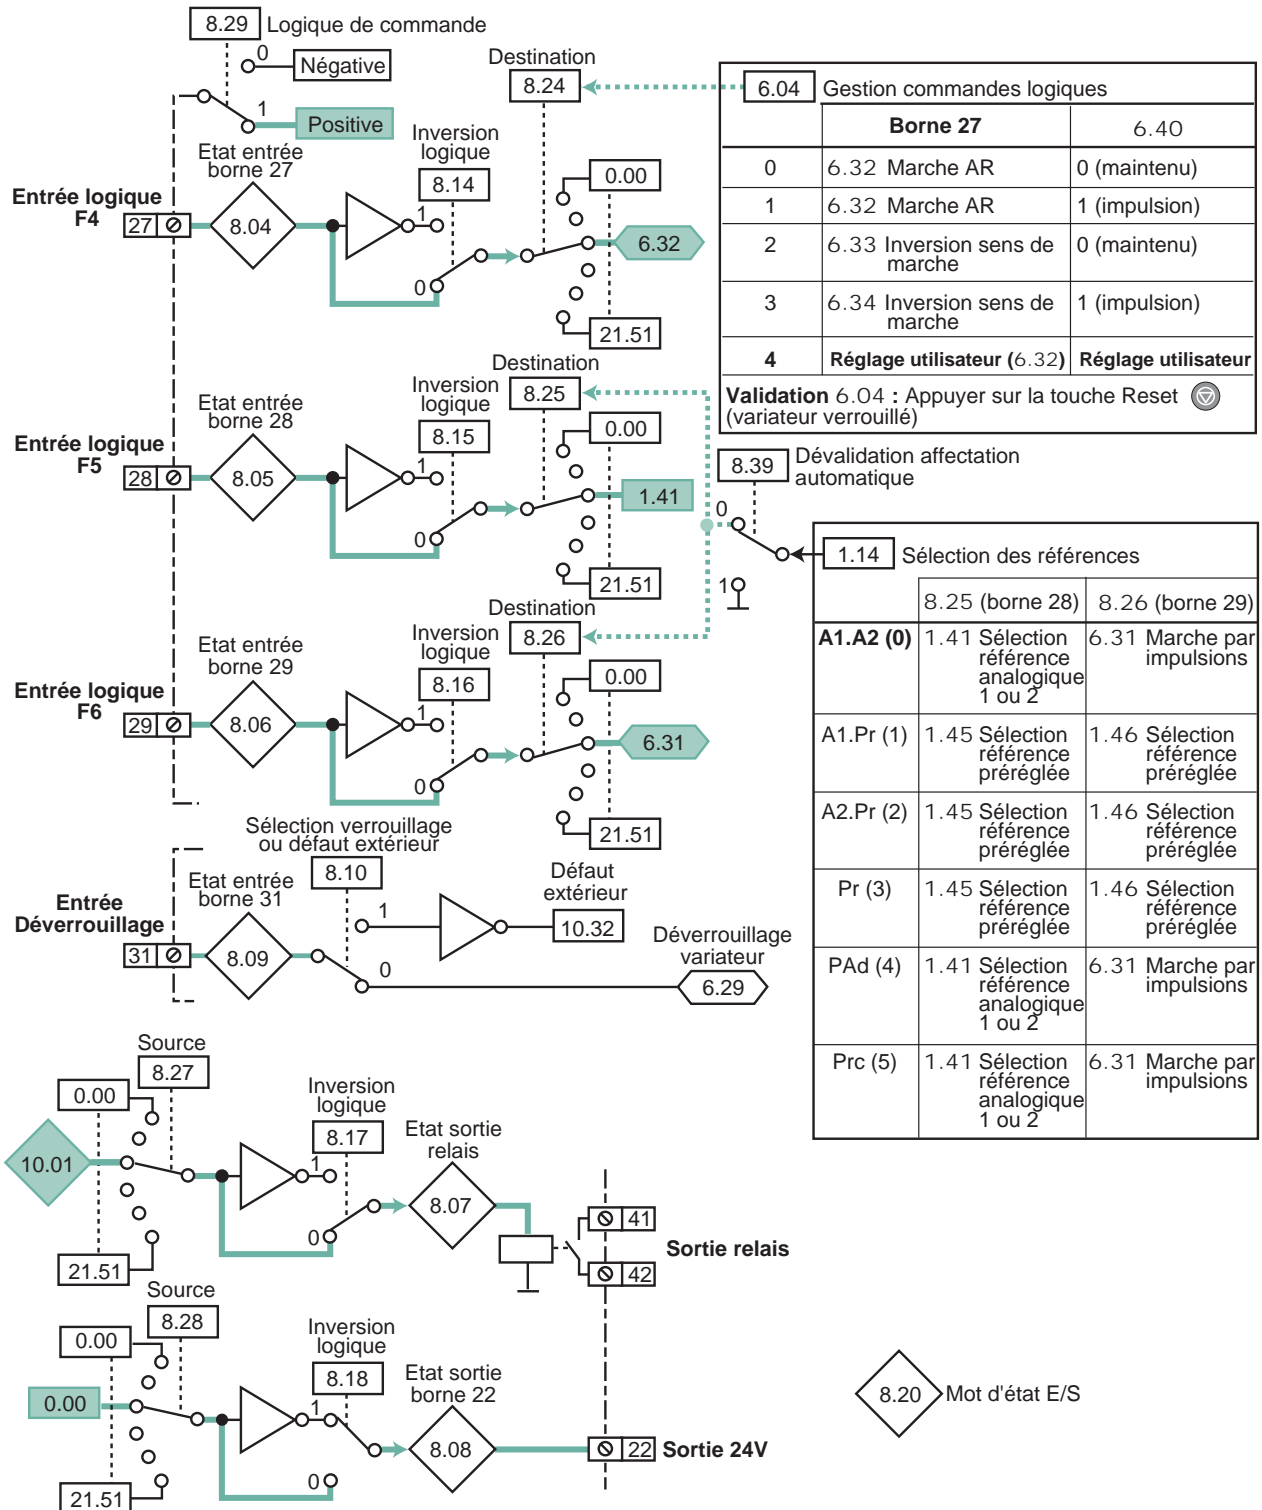 8.29 Logique de commande
0
Négative
1
Positive
Destination
8.24
Etat entrée
borne 27
Inversion
logique
8.14
0.00
Entrée logique
F4
27
8.04
1
0
6.32
21.51
6.04 Gestion commandes logiques
Borne 27 6.40
0 6.32 Marche AR 0 (maintenu)
1 6.32 Marche AR 1 (impulsion)
2 6.33 Inversion sens de 0 (maintenu)
marche
3 6.34 Inversion sens de 1 (impulsion)
marche
4 Réglage utilisateur (6.32) Réglage utilisateur
Validation 6.04 : Appuyer sur la touche Reset
(variateur verrouillé)
Destination
8.25
Etat entrée
borne 28
Inversion
logique
8.15
0.00
Entrée logique
F5
28
8.05
1
0
1.41
21.51
8.39 Dévalidation affectation
automatique
0
1
1.14 Sélection des références
8.25 (borne 28) 8.26 (borne 29)
A1.A2 (0) 1.41 Sélection 6.31 Marche par
référence impulsions
analogique
1 ou 2
A1.Pr (1) 1.45 Sélection 1.46 Sélection
référence référence
préréglée préréglée
A2.Pr (2) 1.45 Sélection 1.46 Sélection
référence référence
préréglée préréglée
Pr (3) 1.45 Sélection 1.46 Sélection
référence référence
préréglée préréglée
PAd (4) 1.41 Sélection 6.31 Marche par
référence impulsions
analogique
1 ou 2
Prc (5) 1.41 Sélection 6.31 Marche par
référence impulsions
analogique
1 ou 2
Destination
8.26
Etat entrée
borne 29
Inversion
logique
8.16
0.00
Entrée logique
F6
29
8.06
1
0
6.31
21.51
Sélection verrouillage
ou défaut extérieur
8.10
Etat entrée
borne 31
Entrée
Déverrouillage
31
8.09
1
0
Défaut
extérieur
10.32
Déverrouillage
variateur
6.29
Source
8.27
0.00
10.01
21.51
Inversion
logique
8.17
1
0
Etat sortie
relais
8.07
41
Sortie relais
42
Source
8.28
0.00
0.00
21.51
Inversion
logique
8.18
1
0
Etat sortie
borne 22
8.08
22 Sortie 24V
8.20 Mot d'état E/S